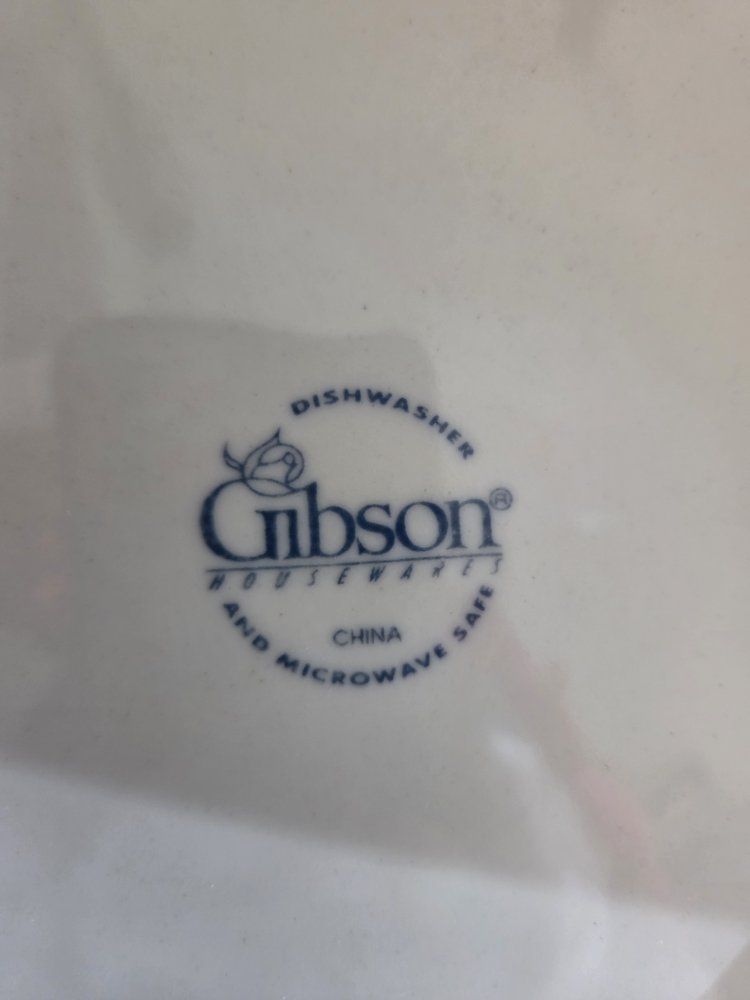 DISHWASHER
Gibson®
HOUSEWARES
CHINA
AND MICROWAVE SAFE